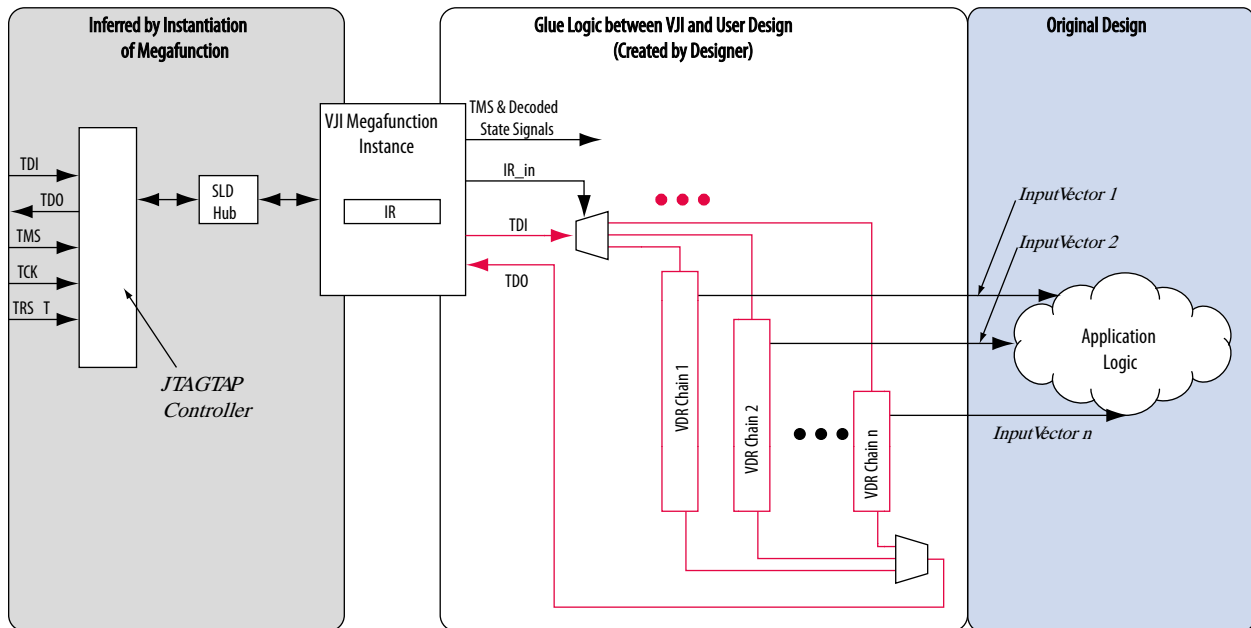 Inferred by Instantiation
of Megafunction
Glue Logic between VJI and User Design
(Created by Designer)
Original Design
TDI
TDO
TMS
TCK
TRS T
JTAGTAP
Controller
SLD
Hub
VJI Megafunction
Instance
IR
TMS & Decoded
State Signals
IR_in
TDI
TDO
VDR Chain 1
VDR Chain 2
VDR Chain n
InputVector 1
InputVector 2
Application
Logic
InputVector n